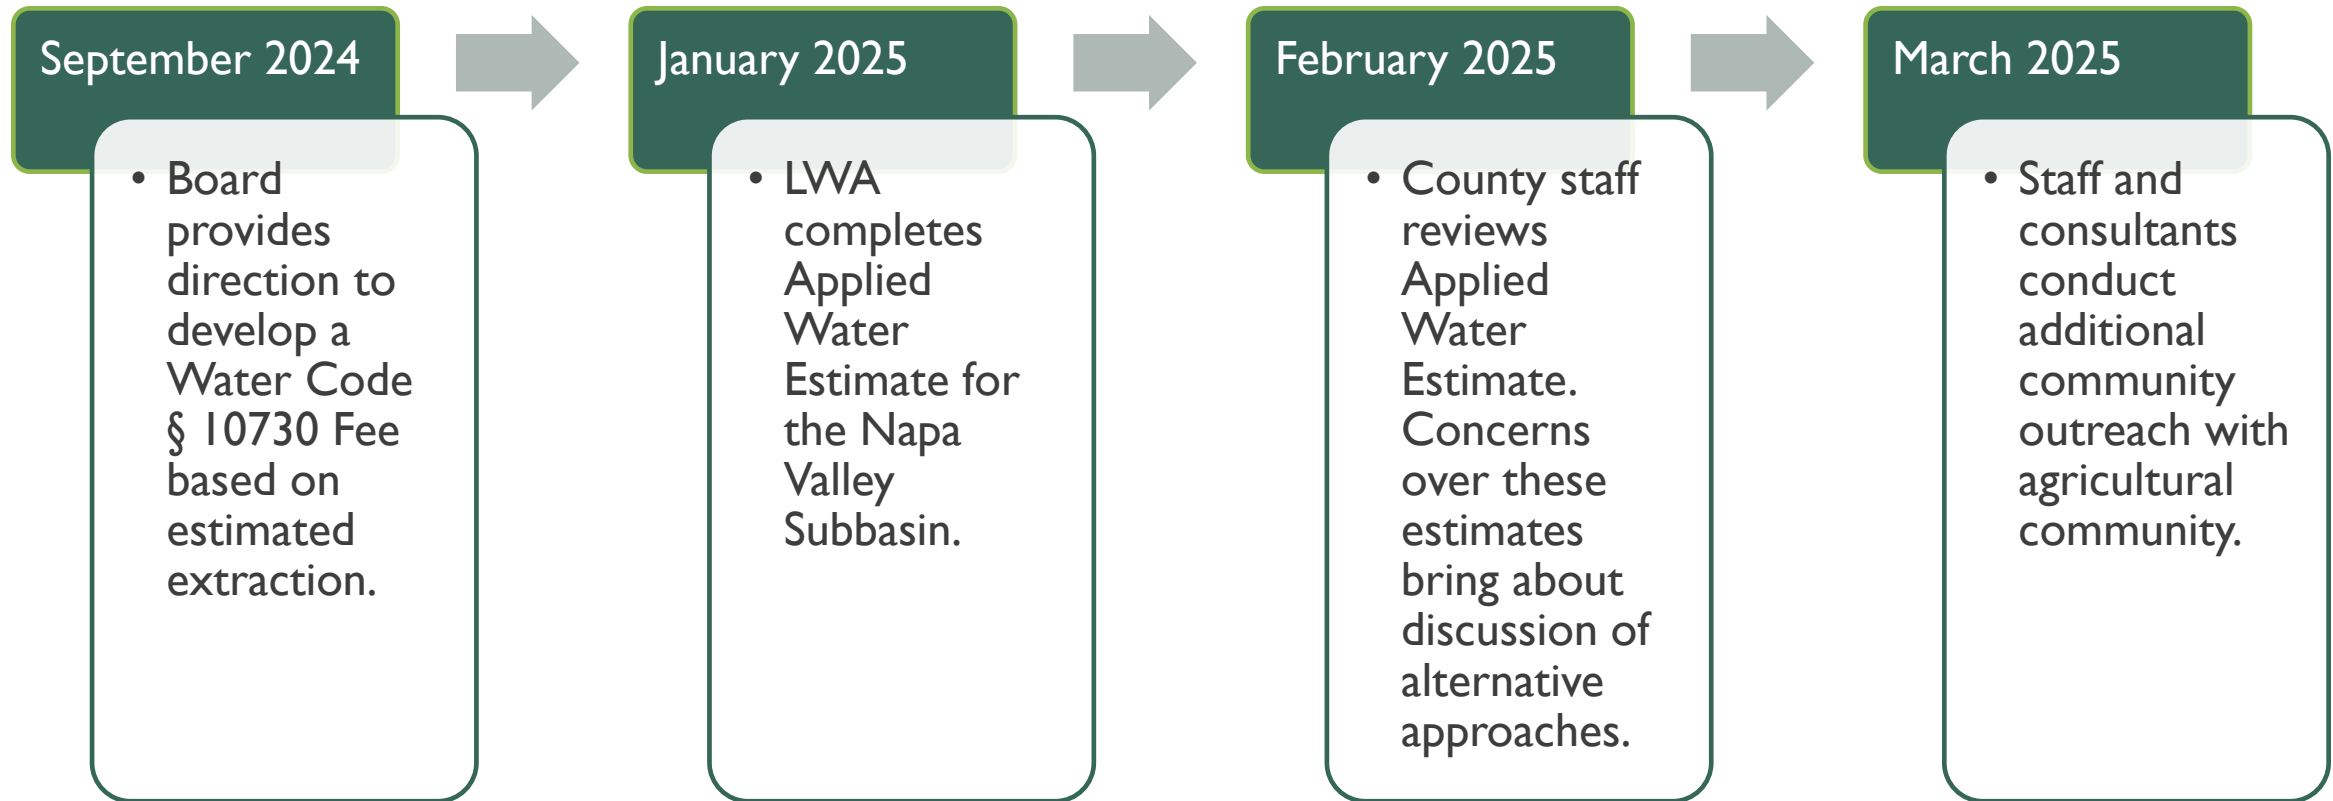 September 2024
• Board
provides
direction to
develop a
Water Code
§ 10730 Fee
based on
estimated
extraction.
January 2025
• LWA
completes
Applied
Water
Estimate for
the Napa
Valley
Subbasin.
February 2025
• County staff
reviews
Applied
Water
Estimate.
Concerns
over these
estimates
bring about
discussion of
alternative
approaches.
March 2025
• Staff and
consultants
conduct
additional
community
outreach with
agricultural
community.